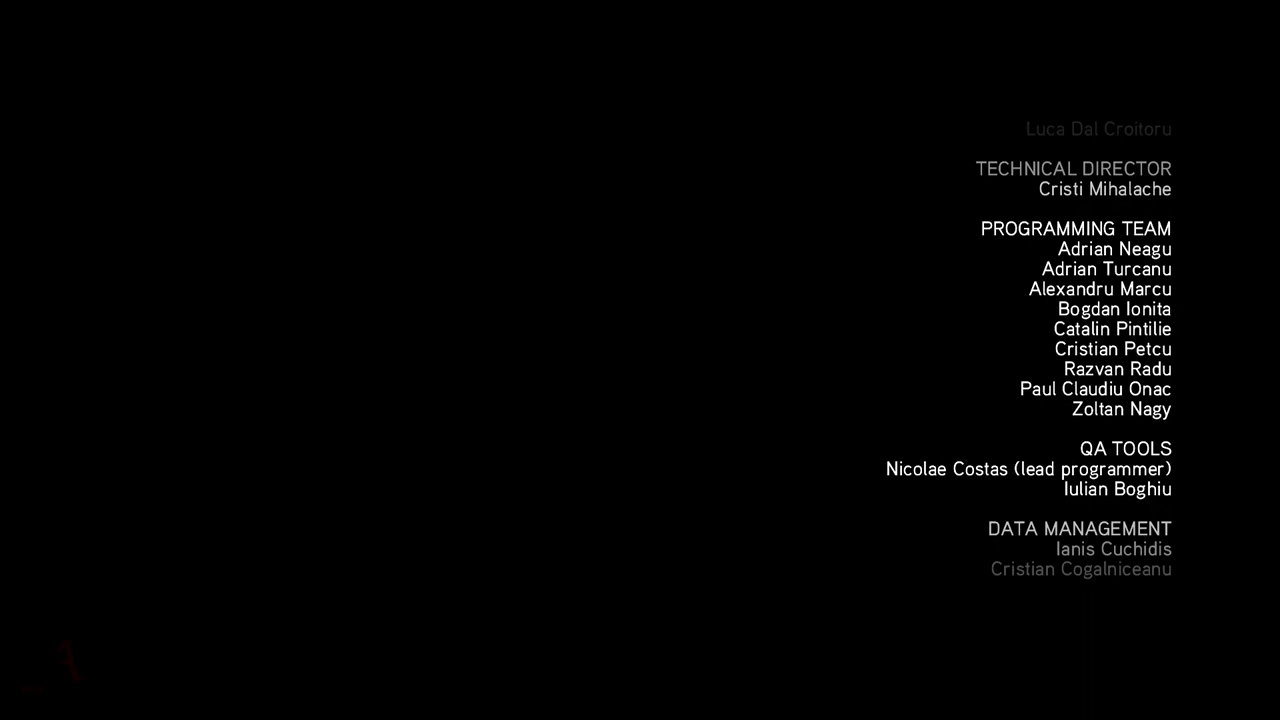 Luca Dal Croitoru
TECHNICAL DIRECTOR
Cristi Mihalache
PROGRAMMING TEAM
Adrian Neagu
Adrian Turcanu
Alexandru Marcu
Bogdan Ionita
Catalin Pintilie
Cristian Petcu
Razvan Radu
Paul Claudiu Onac
Zoltan Nagy
QA TOOLS
Nicolae Costas (lead programmer)
Iulian Boghiu
DATA MANAGEMENT
Ianis Cuchidis
Cristian Cogalniceanu